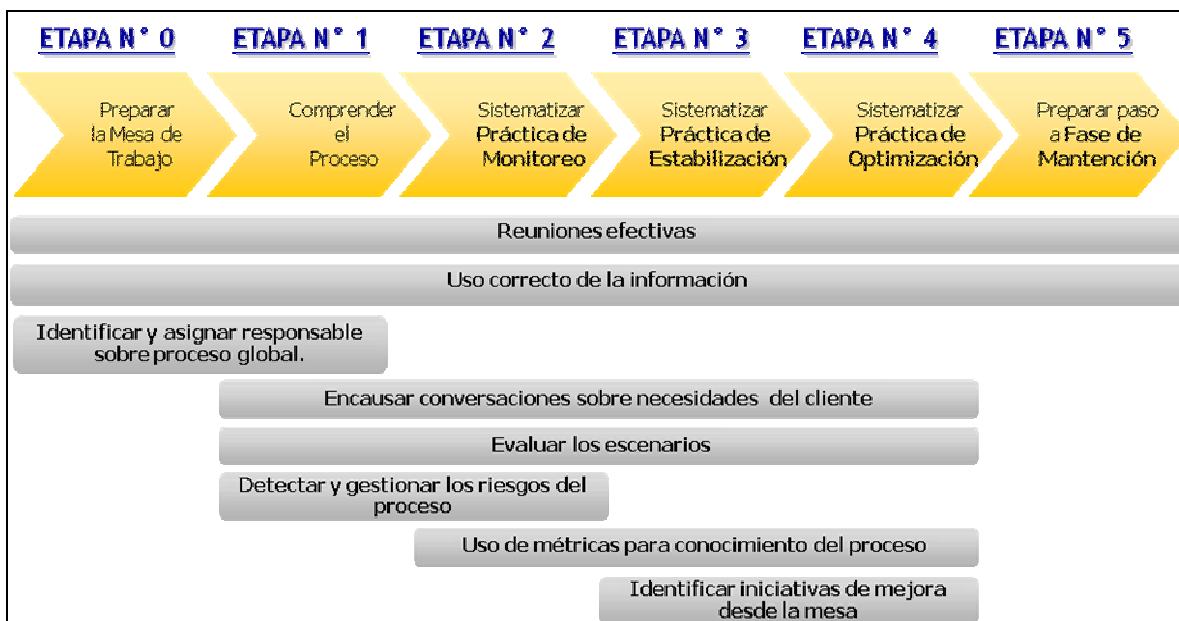 ETAPA N° 0
ETAPA N° 1
ETAPA N° 2
ETAPA N° 3
ETAPA N° 4
ETAPA N° 5
Preparar
la Mesa de
Trabajo
Comprender
el
Proceso
Sistematizar
Práctica de
Monitoreo
Sistematizar
Práctica de
Estabilización
Sistematizar
Práctica de
Optimización
Preparar paso
a Fase de
Mantención
Reuniones efectivas
Uso correcto de la información
Identificar y asignar responsable
sobre proceso global.
Encausar conversaciones sobre necesidades del cliente
Evaluar los escenarios
Detectar y gestionar los riesgos del
proceso
Uso de métricas para conocimiento del proceso
Identificar iniciativas de mejora
desde la mesa